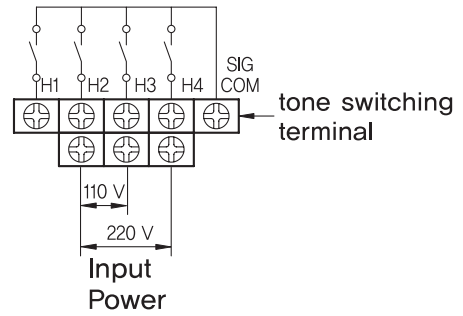 H1 H2 H3 H4 SIG
COM
tone switching
terminal
110 V
220 V
Input
Power